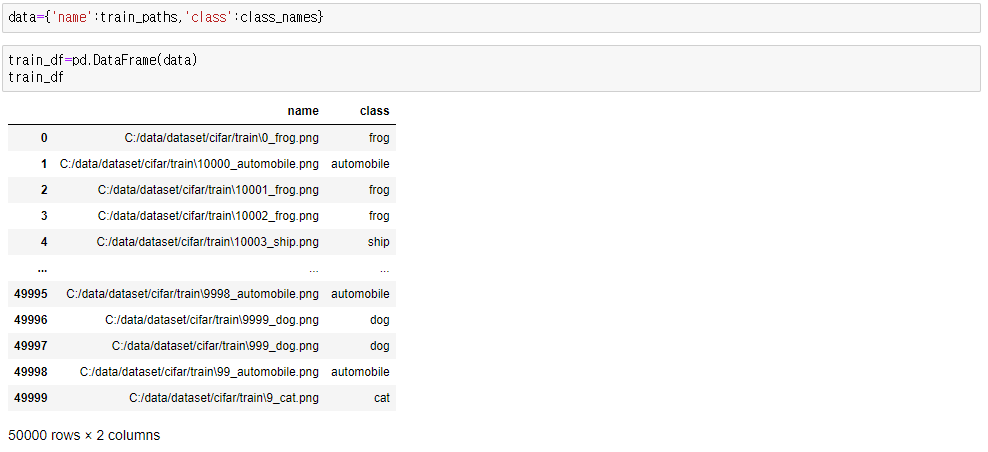 data={'name':train_paths,'class':class_names}
train_df=pd.DataFrame(data)
train_df
name class
0 C:/data/dataset/cifar/train\0_frog.png frog
1 C:/data/dataset/cifar/train\10000_automobile.png automobile
2 C:/data/dataset/cifar/train\10001_frog.png frog
3 C:/data/dataset/cifar/train\10002_frog.png frog
4 C:/data/dataset/cifar/train\10003_ship.png ship
... ... ...
49995 C:/data/dataset/cifar/train\9998_automobile.png automobile
49996 C:/data/dataset/cifar/train\9999_dog.png dog
49997 C:/data/dataset/cifar/train\999_dog.png dog
49998 C:/data/dataset/cifar/train\99_automobile.png automobile
49999 C:/data/dataset/cifar/train\9_cat.png cat
50000 rows × 2 columns